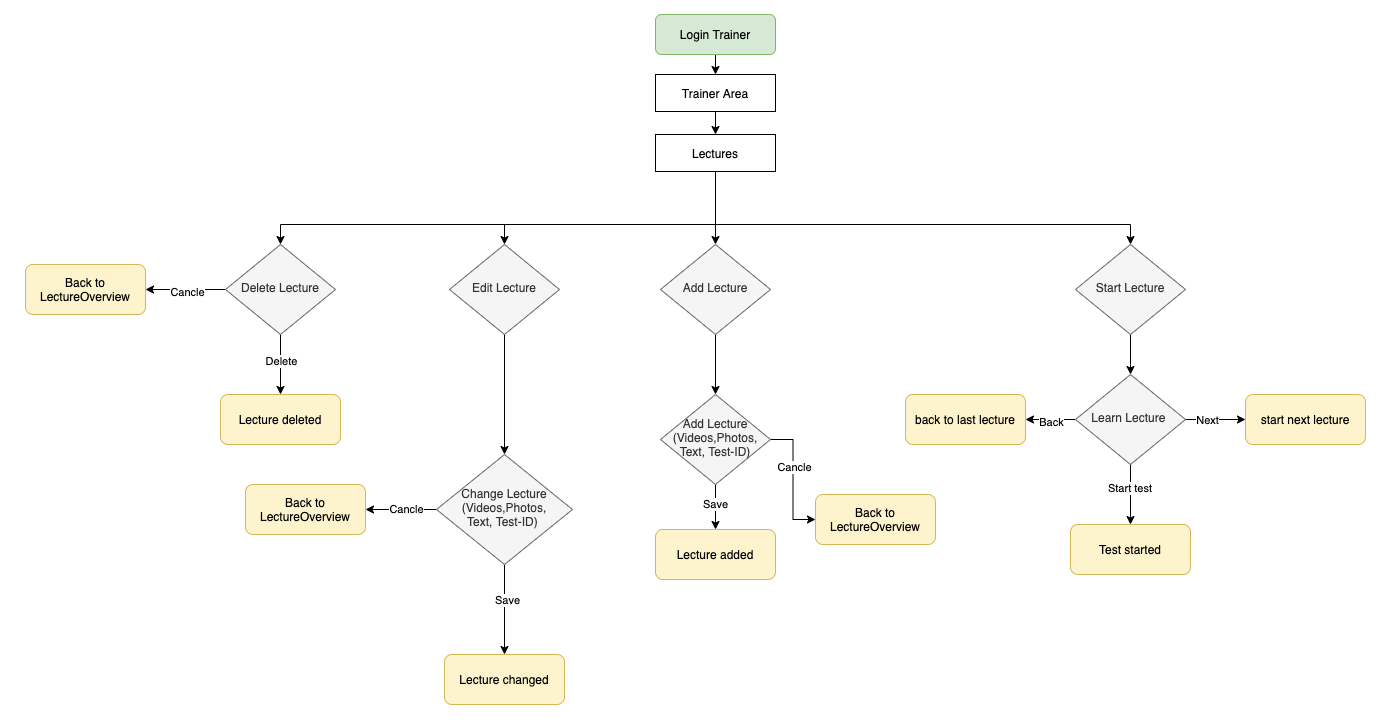 Login Trainer
Trainer Area
Lectures
Delete Lecture
Edit Lecture
Add Lecture
Start Lecture
Back to
LectureOverview
Cancle
Delete
Lecture deleted
Change Lecture
(Videos,Photos,
Text, Test-ID)
Back to
LectureOverview
Cancle
Save
Lecture changed
Add Lecture
(Videos,Photos,
Text, Test-ID)
Cancle
Save
Back to
LectureOverview
Lecture added
back to last lecture
Back
Learn Lecture
Next
start next lecture
Start test
Test started